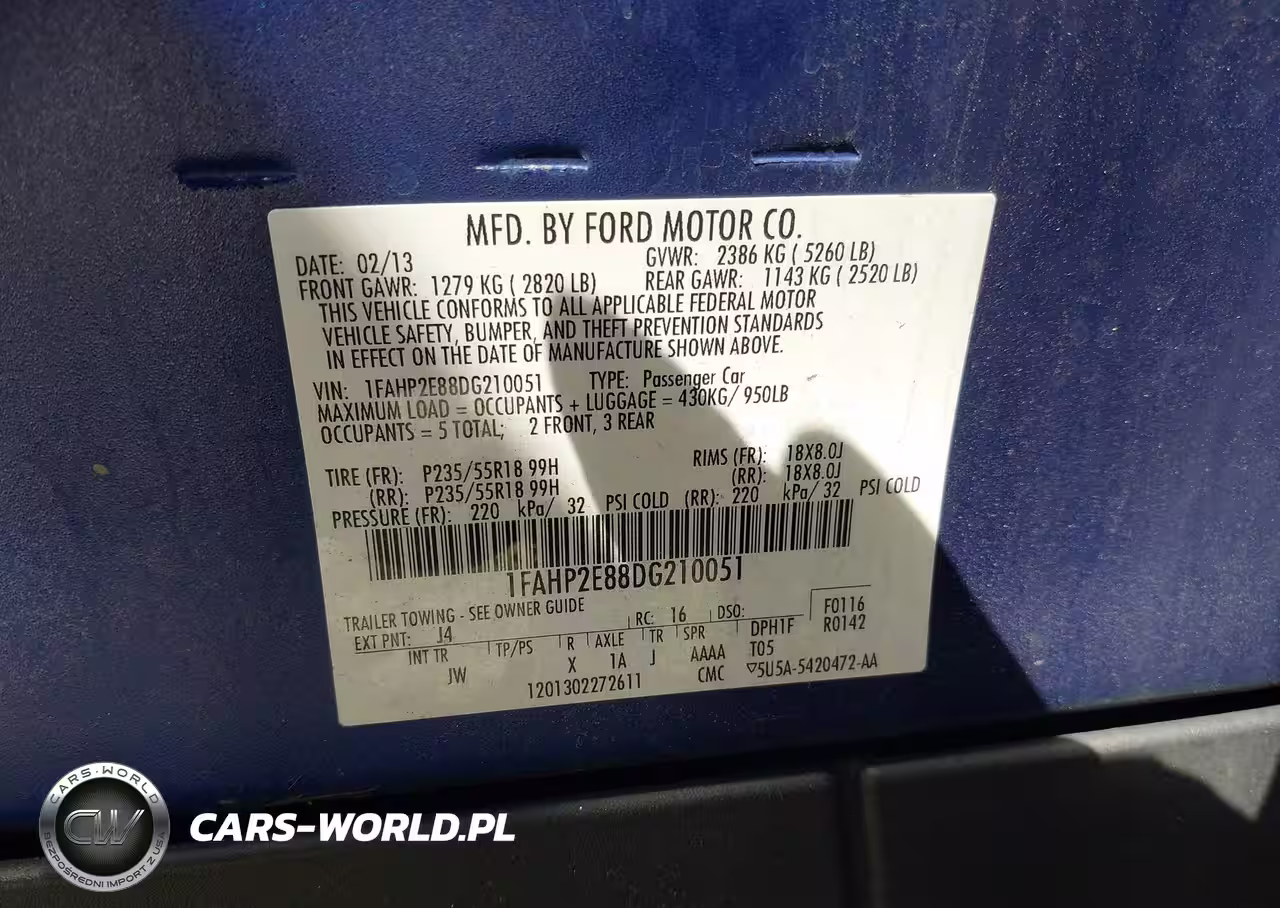 MFD. BY FORD MOTOR CO.
DATE: 02/13 GVWR: 2386 KG ( 5260 LB)
FRONT GAWR: 1279 KG ( 2820 LB) REAR GAWR: 1143 KG ( 2520 LB)
THIS VEHICLE CONFORMS TO ALL APPLICABLE FEDERAL MOTOR
VEHICLE SAFETY, BUMPER, AND THEFT PREVENTION STANDARDS
IN EFFECT ON THE DATE OF MANUFACTURE SHOWN ABOVE.
VIN: 1FAHP2E88DG210051 TYPE: Passenger Car
MAXIMUM LOAD = OCCUPANTS + LUGGAGE = 430KG/ 950LB
OCCUPANTS = 5 TOTAL; 2 FRONT, 3 REAR
TIRE (FR): P235/55R18 99H RIMS (FR): 18X8.0J
(RR): P235/55R18 99H (RR): 18X8.0J
PRESSURE (FR): 220 kPa/ 32 PSI COLD (RR): 220 kPa/ 32 PSI COLD
1FAHP2E88DG210051
TRAILER TOWING - SEE OWNER GUIDE RC: 16 DSO: F0116
EXT PNT: J4 R0142
INT TR TP/PS R AXLE TR SPR DPH1F
JW X 1A J AAAA T05
1201302272611 CMC ▽5U5A-5420472-AA
CARS-WORLD
CW
BEZPOŚREDNI IMPORT Z USA
CARS-WORLD.PL